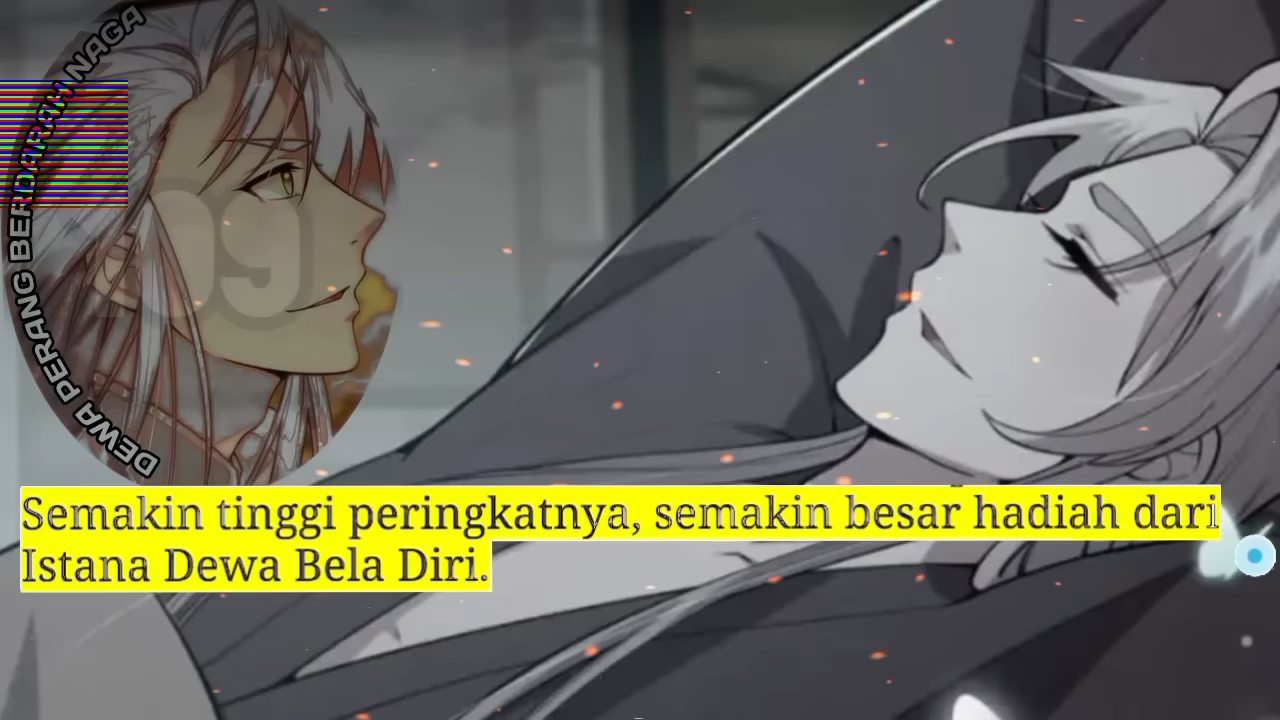 DEWA PERANG BERDARAH NAGA
Semakin tinggi peringkatnya, semakin besar hadiah dari
Istana Dewa Bela Diri.